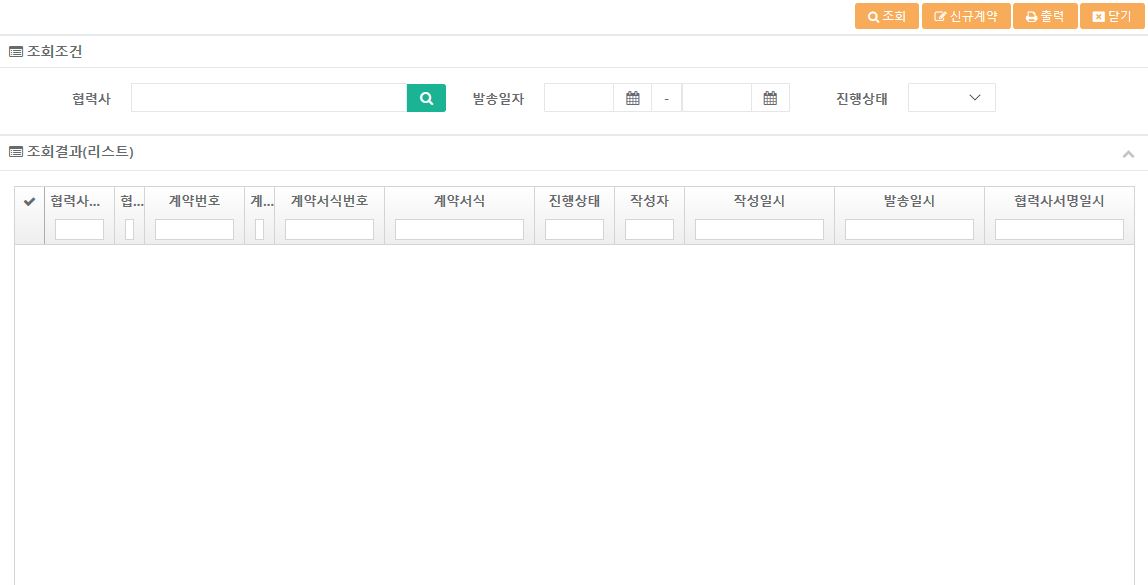 조회 신규계약 출력 닫기
조회조건
협력사 발송일자 - 진행상태
조회결과(리스트)
협력사... 협... 계약번호 계... 계약서식번호 계약서식 진행상태 작성자 작성일시 발송일시 협력사서명일시